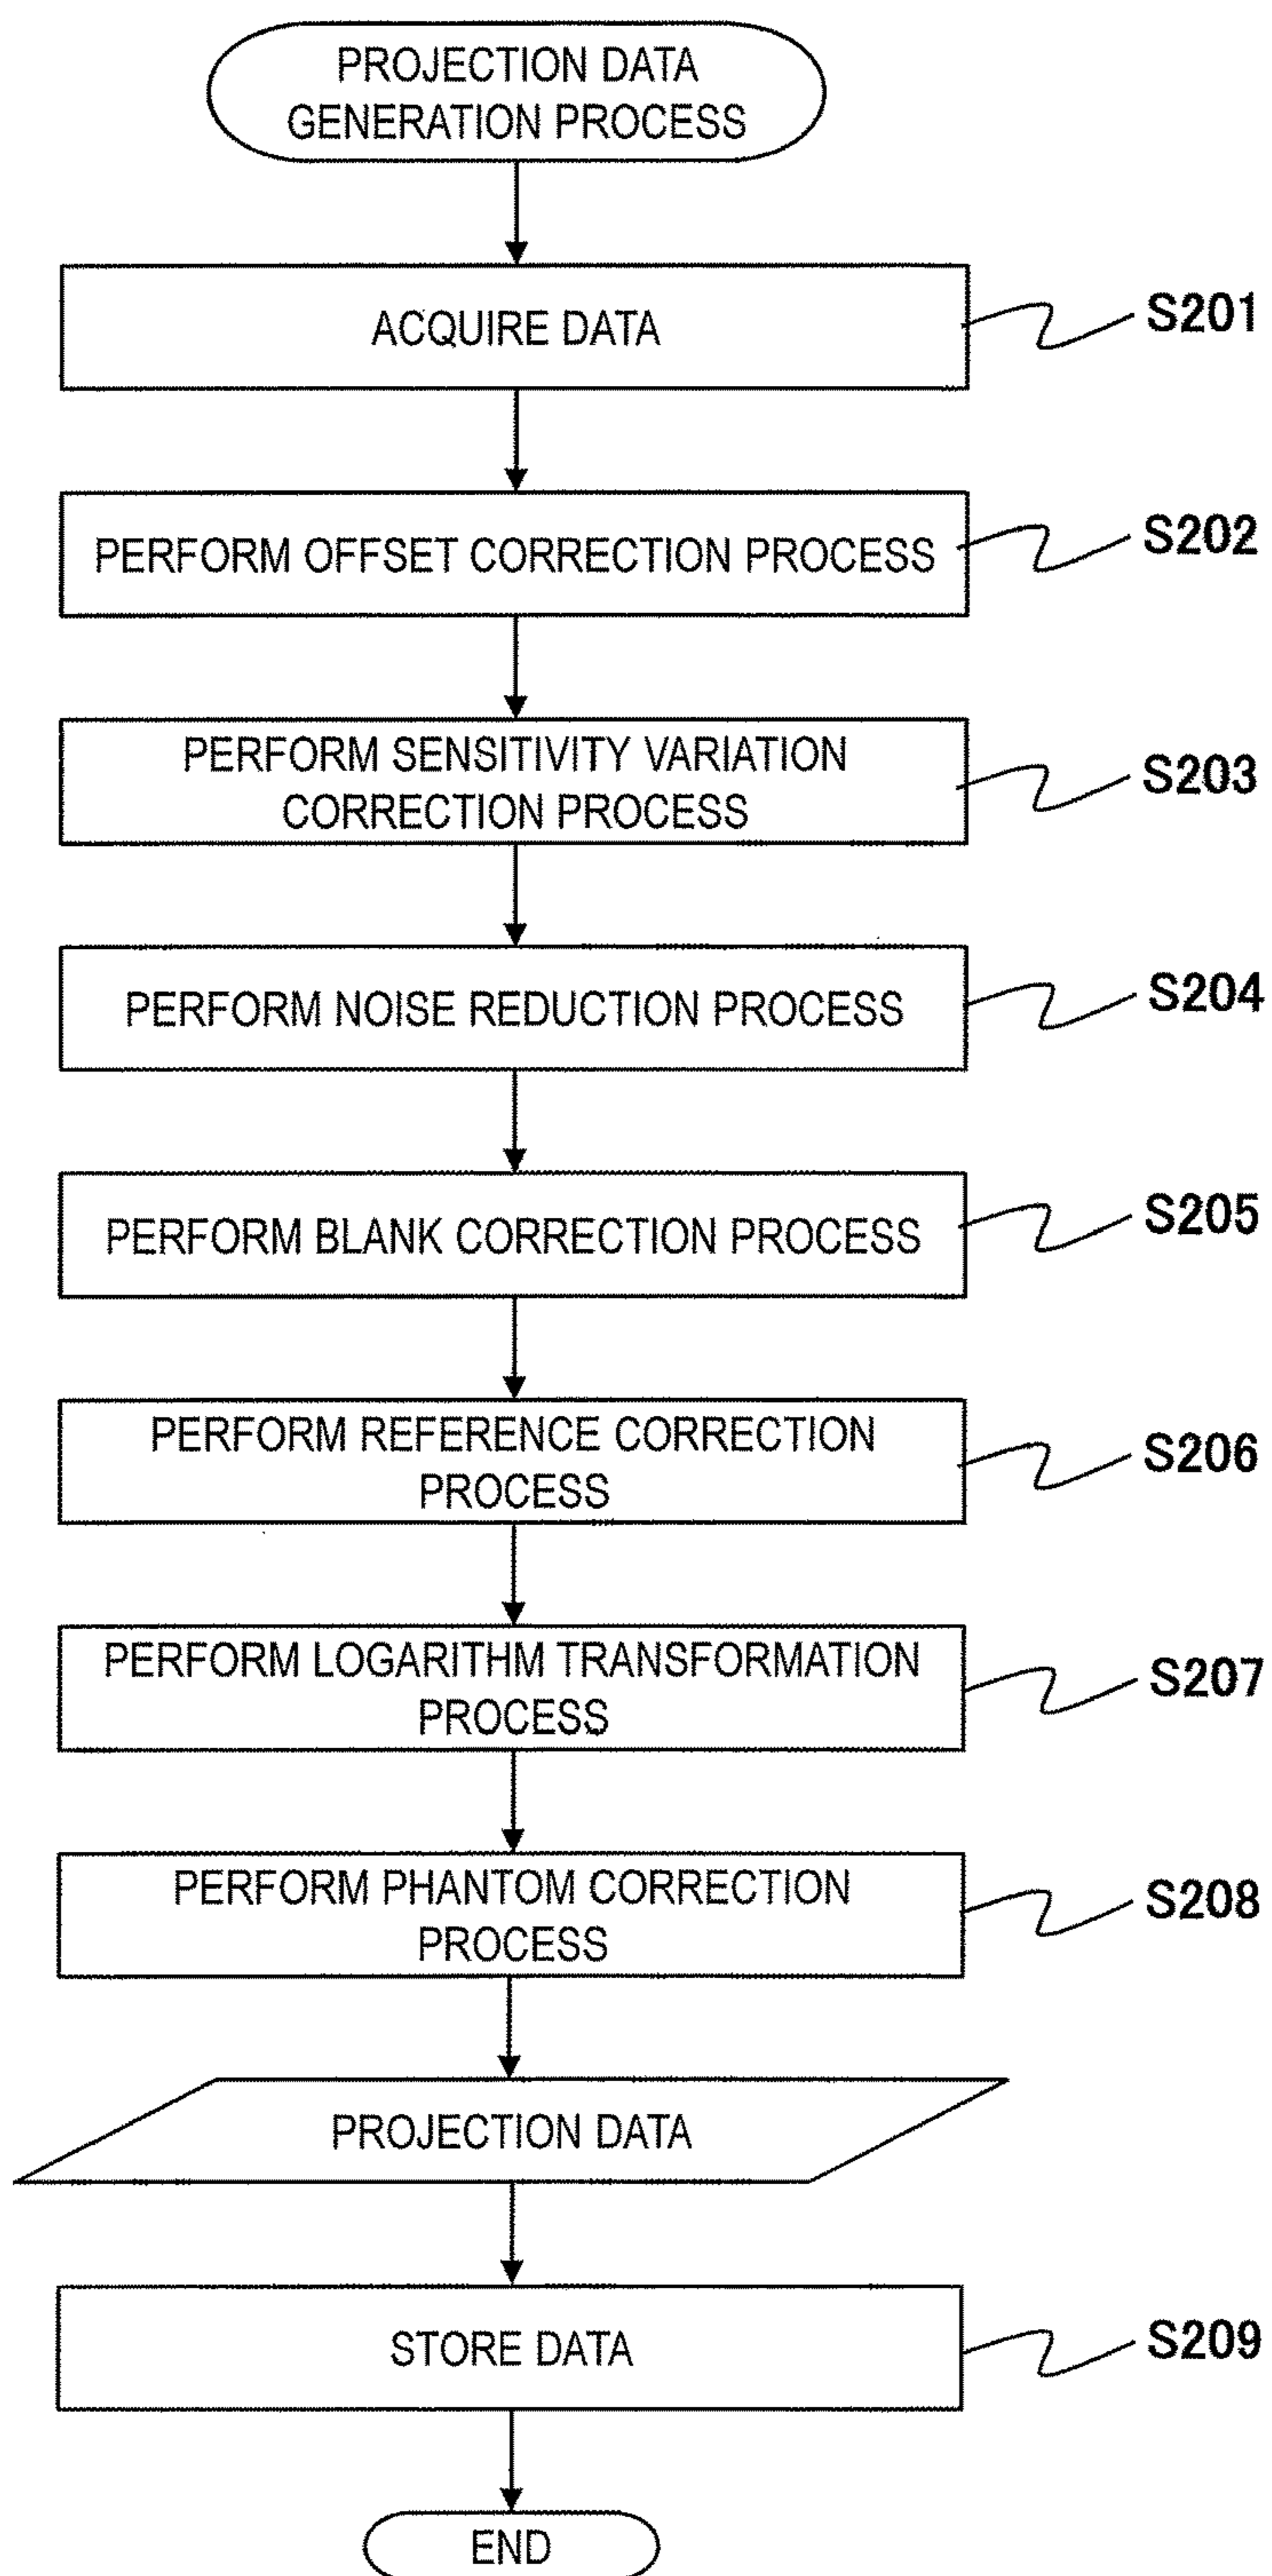 PROJECTION DATA
GENERATION PROCESS
ACQUIRE DATA
S201
PERFORM OFFSET CORRECTION PROCESS
S202
PERFORM SENSITIVITY VARIATION
CORRECTION PROCESS
S203
PERFORM NOISE REDUCTION PROCESS
S204
PERFORM BLANK CORRECTION PROCESS
S205
PERFORM REFERENCE CORRECTION
PROCESS
S206
PERFORM LOGARITHM TRANSFORMATION
PROCESS
S207
PERFORM PHANTOM CORRECTION
PROCESS
S208
PROJECTION DATA
STORE DATA
S209
END